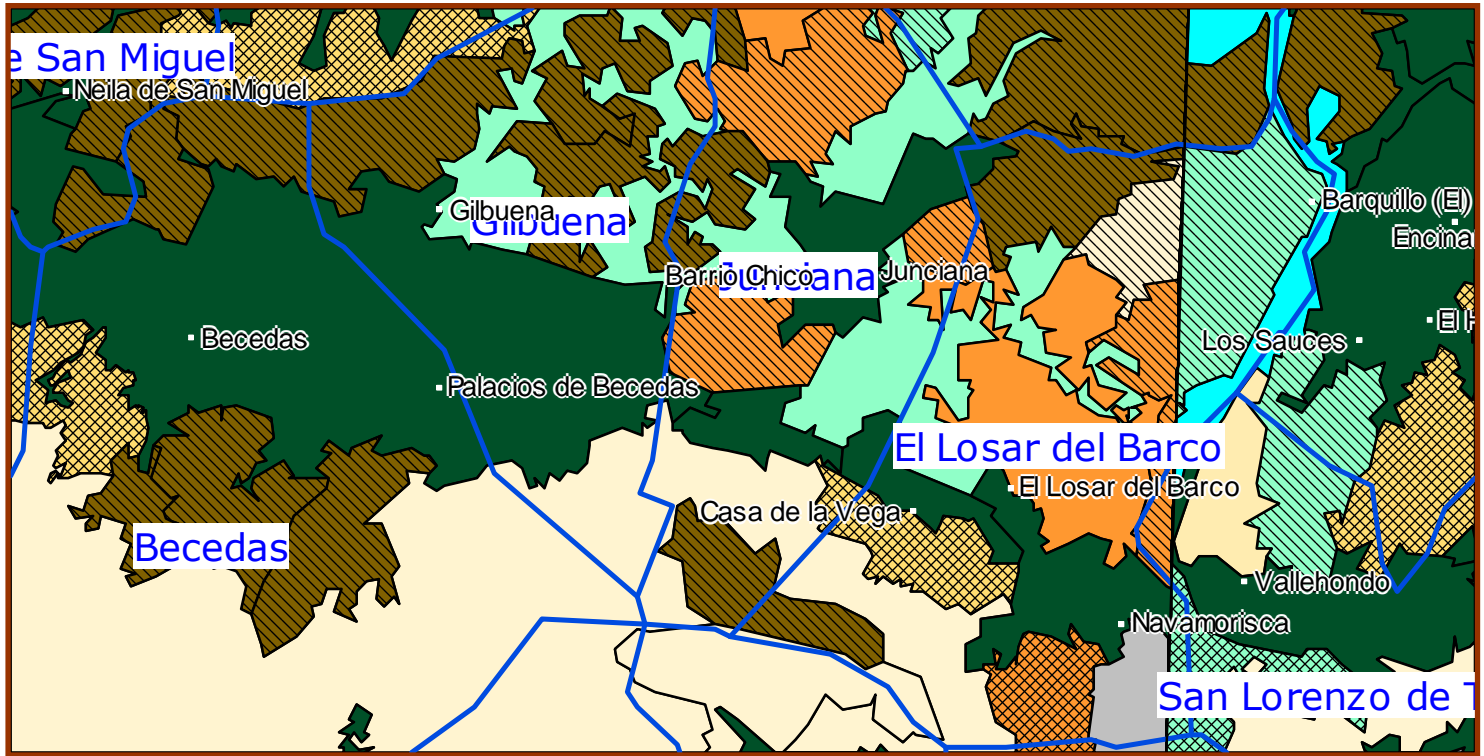 e San Miguel
Neila de San Miguel
Barquillo (El)
Gilbuena
Gilbuena
Encina
Barrio Chico
Junciana
Junciana
El H
Becedas
Los Sauces
Palacios de Becedas
El Losar del Barco
El Losar del Barco
Casa de la Vega
Becedas
Vallehondo
Navamorisca
San Lorenzo de T